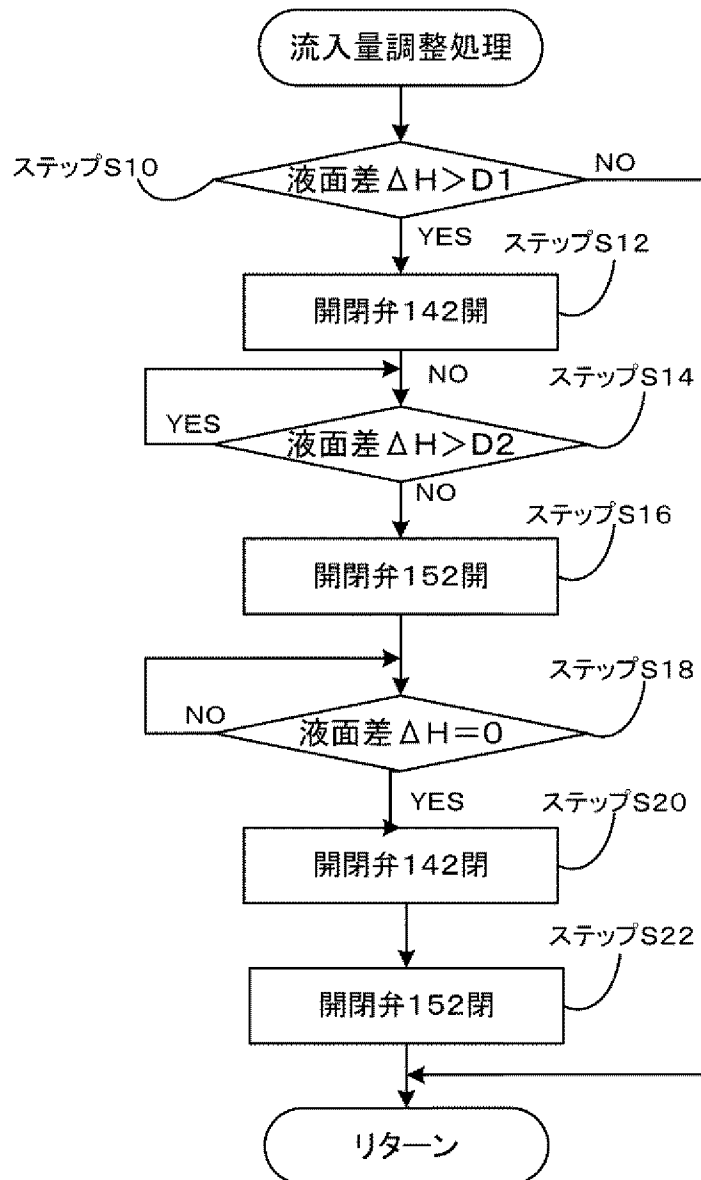 流入量調整処理
ステップS10
液面差ΔH＞D1
NO
YES
ステップS12
開閉弁142開
NO
ステップS14
YES
液面差ΔH＞D2
NO
ステップS16
開閉弁152開
ステップS18
NO
液面差ΔH＝0
YES
ステップS20
開閉弁142閉
ステップS22
開閉弁152閉
リターン